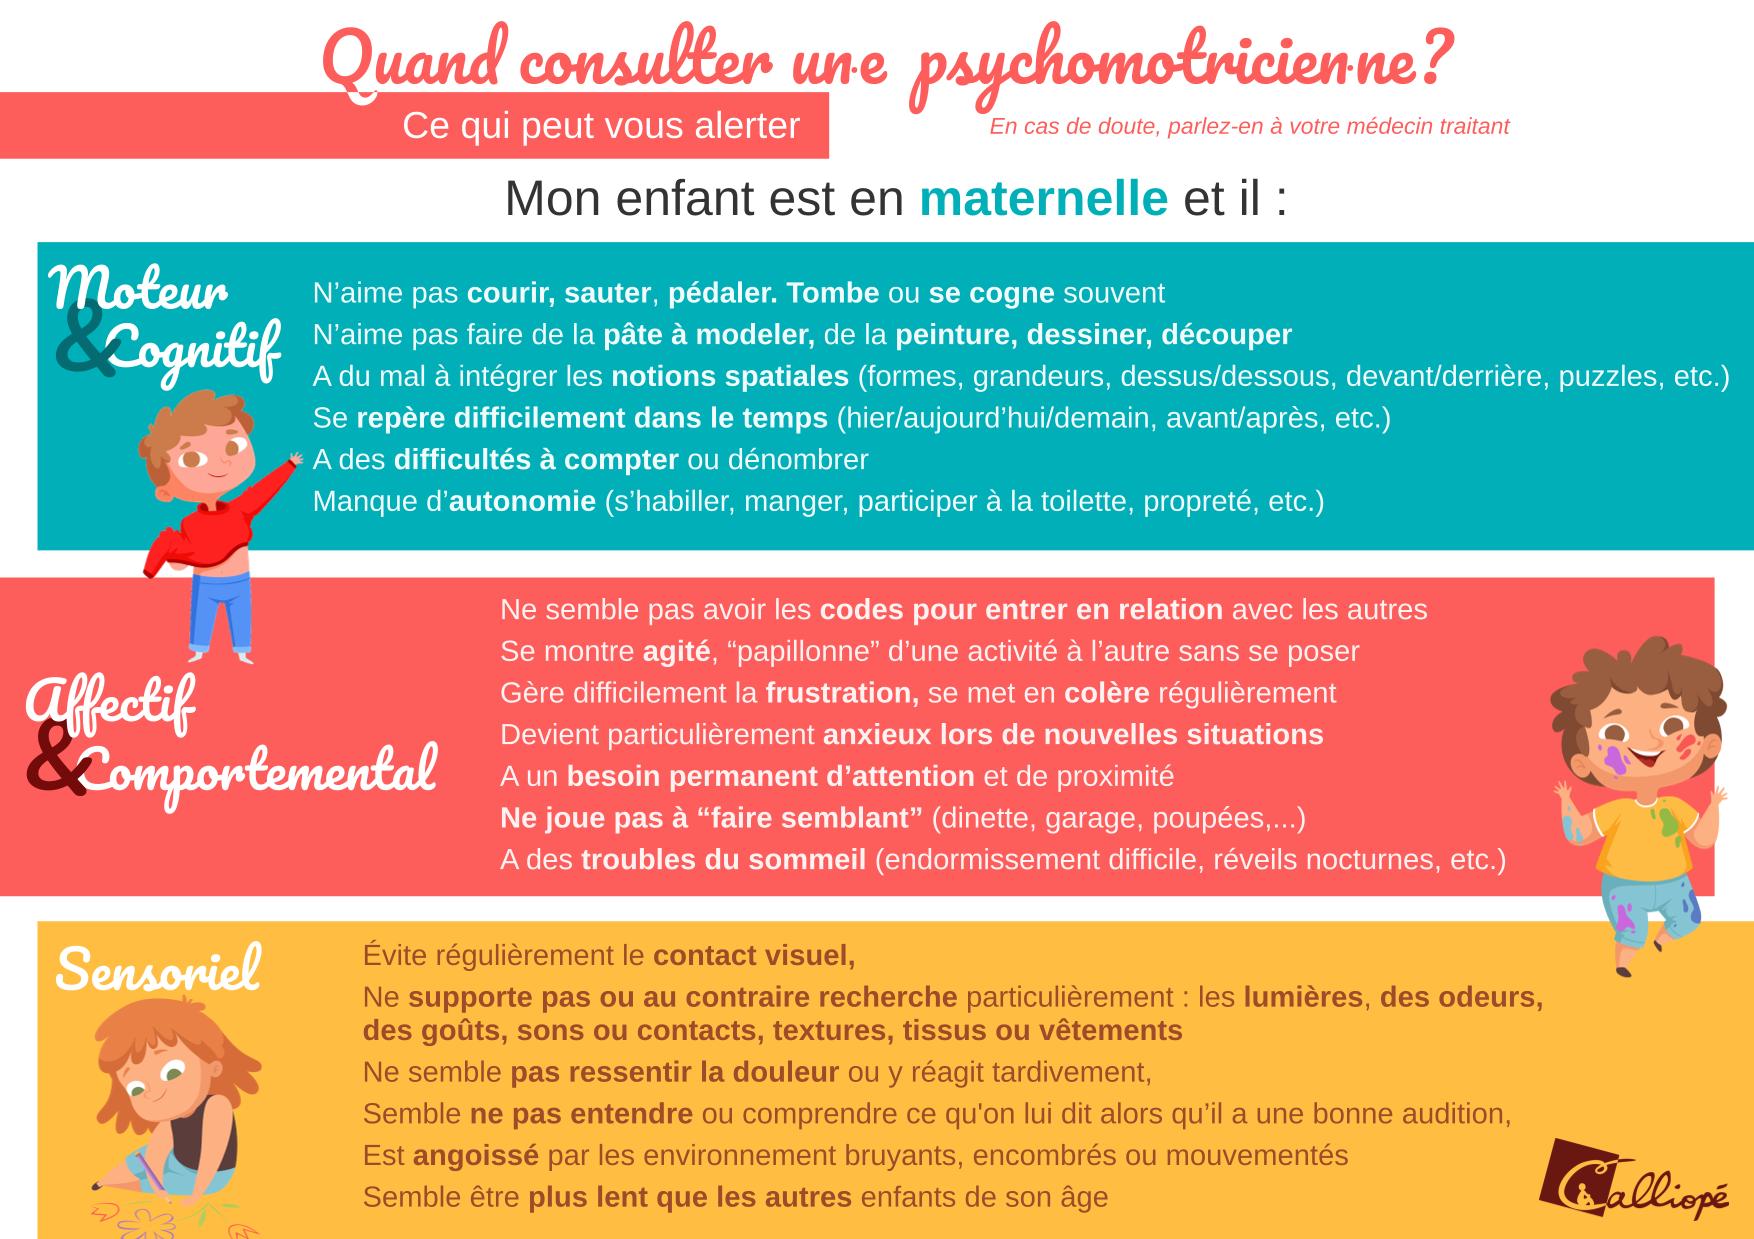 Quand consulter un·e psychomotricien·ne?
Ce qui peut vous alerter
En cas de doute, parlez-en à votre médecin traitant
Mon enfant est en maternelle et il :
Moteur
&Cognitif
N’aime pas courir, sauter, pédaler. Tombe ou se cogne souvent
N’aime pas faire de la pâte à modeler, de la peinture, dessiner, découper
A du mal à intégrer les notions spatiales (formes, grandeurs, dessus/dessous, devant/derrière, puzzles, etc.)
Se repère difficilement dans le temps (hier/aujourd’hui/demain, avant/après, etc.)
A des difficultés à compter ou dénombrer
Manque d’autonomie (s’habiller, manger, participer à la toilette, propreté, etc.)
Affectif
&Comportemental
Ne semble pas avoir les codes pour entrer en relation avec les autres
Se montre agité, “papillonne” d’une activité à l’autre sans se poser
Gère difficilement la frustration, se met en colère régulièrement
Devient particulièrement anxieux lors de nouvelles situations
A un besoin permanent d’attention et de proximité
Ne joue pas à “faire semblant” (dinette, garage, poupées,...)
A des troubles du sommeil (endormissement difficile, réveils nocturnes, etc.)
Sensoriel
Évite régulièrement le contact visuel,
Ne supporte pas ou au contraire recherche particulièrement : les lumières, des odeurs,
des goûts, sons ou contacts, textures, tissus ou vêtements
Ne semble pas ressentir la douleur ou y réagit tardivement,
Semble ne pas entendre ou comprendre ce qu'on lui dit alors qu’il a une bonne audition,
Est angoissé par les environnement bruyants, encombrés ou mouvementés
Semble être plus lent que les autres enfants de son âge
Calliopé